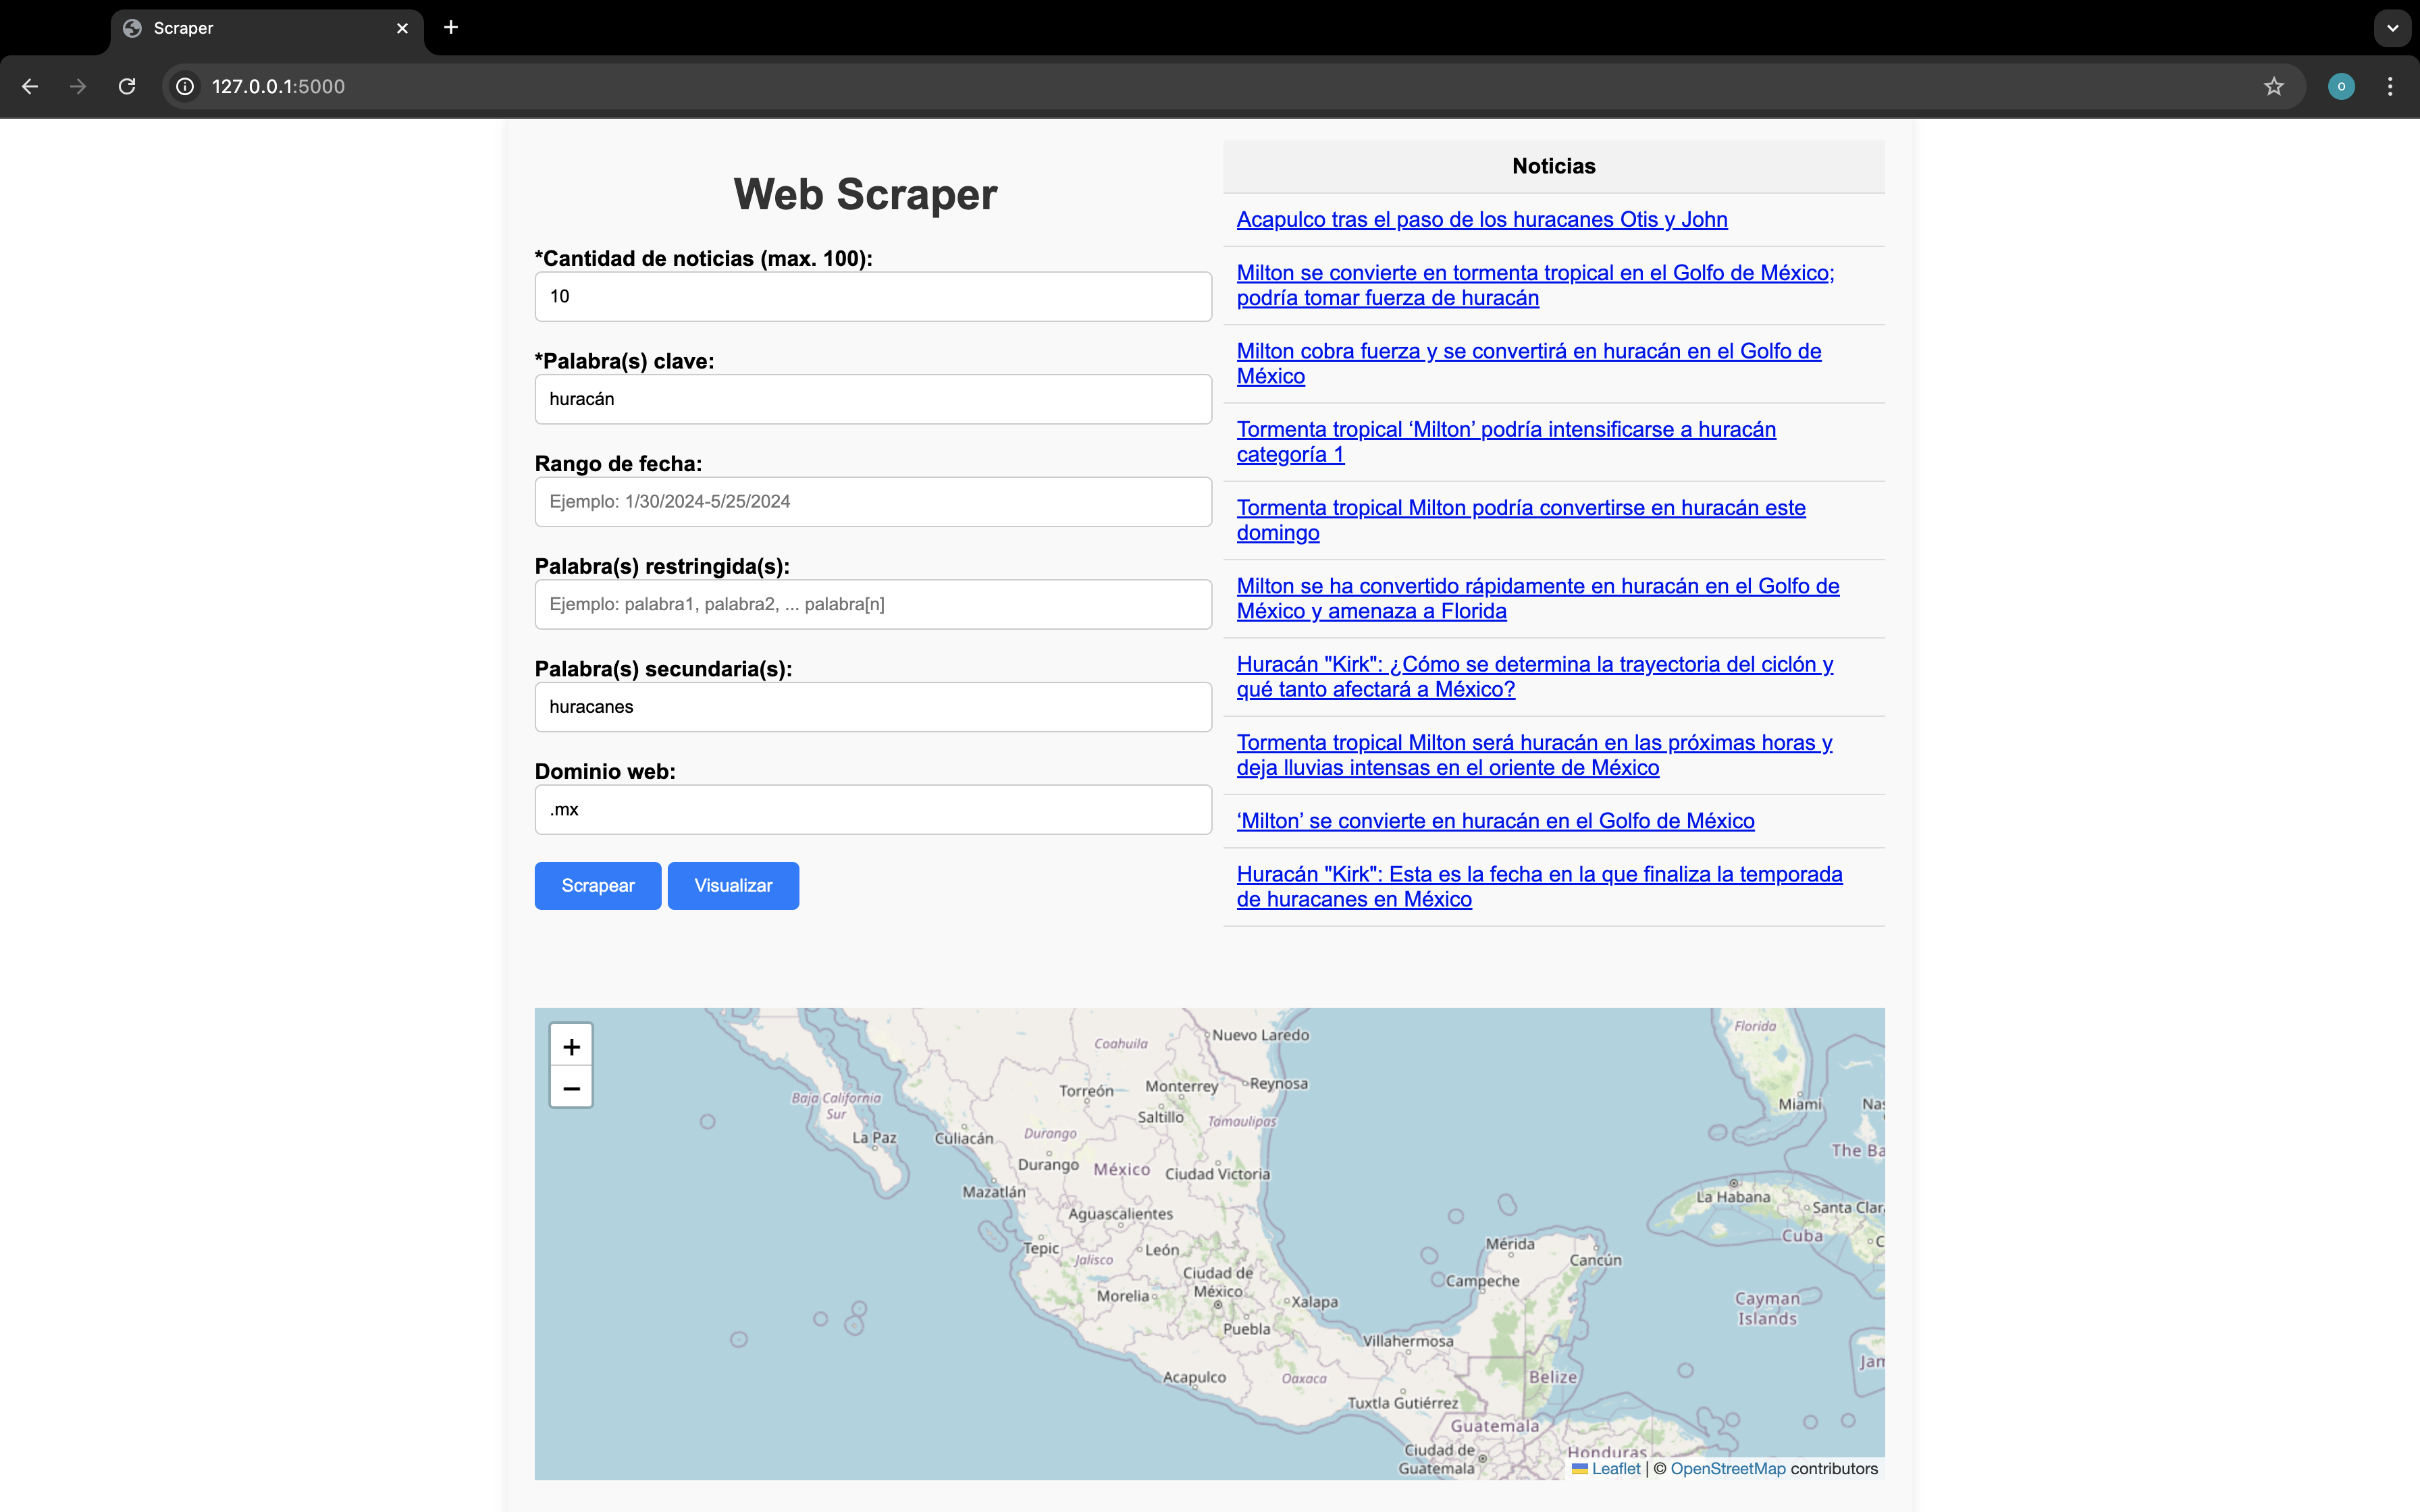 Scraper
127.0.0.1:5000
Web Scraper
*Cantidad de noticias (max. 100):
10
*Palabra(s) clave:
huracán
Rango de fecha:
Ejemplo: 1/30/2024-5/25/2024
Palabra(s) restringida(s):
Ejemplo: palabra1, palabra2, ... palabra[n]
Palabra(s) secundaria(s):
huracanes
Dominio web:
.mx
Scrapear
Visualizar
Noticias
Acapulco tras el paso de los huracanes Otis y John
Milton se convierte en tormenta tropical en el Golfo de México;
podría tomar fuerza de huracán
Milton cobra fuerza y se convertirá en huracán en el Golfo de
México
Tormenta tropical ‘Milton’ podría intensificarse a huracán
categoría 1
Tormenta tropical Milton podría convertirse en huracán este
domingo
Milton se ha convertido rápidamente en huracán en el Golfo de
México y amenaza a Florida
Huracán "Kirk": ¿Cómo se determina la trayectoria del ciclón y
qué tanto afectará a México?
Tormenta tropical Milton será huracán en las próximas horas y
deja lluvias intensas en el oriente de México
‘Milton’ se convierte en huracán en el Golfo de México
Huracán "Kirk": Esta es la fecha en la que finaliza la temporada
de huracanes en México
+
−
Florida
Nuevo Laredo
Coahuila
Torreón
Monterrey
Reynosa
Baja California
Sur
Miami
Nas
Saltillo
Tamaulipas
La Paz
Culiacán
Durango
The Ba
Durango
México
Ciudad Victoria
Mazatlán
La Habana
Santa Clar
Aguascalientes
Cuba
C
Tepic
León
Mérida
Jalisco
Cancún
Ciudad de
México
Campeche
Morelia
Xalapa
Cayman
Islands
Puebla
Villahermosa
Jam
Acapulco
Oaxaca
Belize
Tuxtla Gutiérrez
Guatemala
Ciudad de
Guatemala
Honduras
Leaflet | © OpenStreetMap contributors